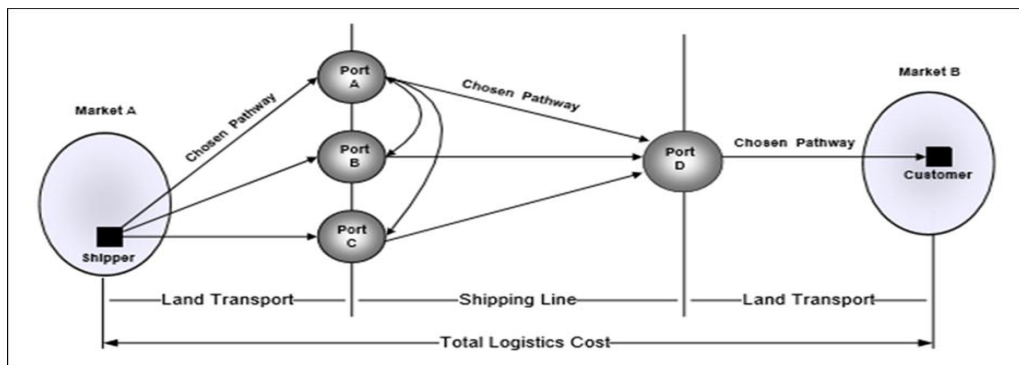 Market A
Shipper
Chosen Pathway
Port
A
Port
B
Port
C
Chosen Pathway
Port
D
Chosen Pathway
Market B
Customer
Land Transport
Shipping Line
Land Transport
Total Logistics Cost